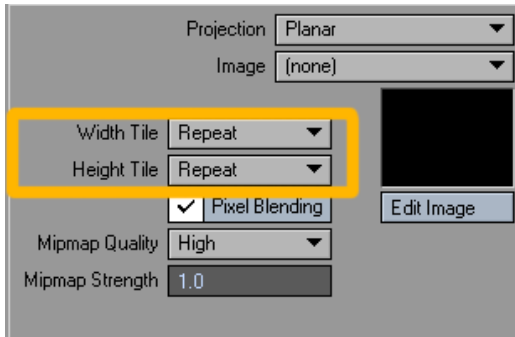 Projection Planar
Image (none)
Width Tile Repeat
Height Tile Repeat
Pixel Blending Edit Image
Mipmap Quality High
Mipmap Strength 1.0